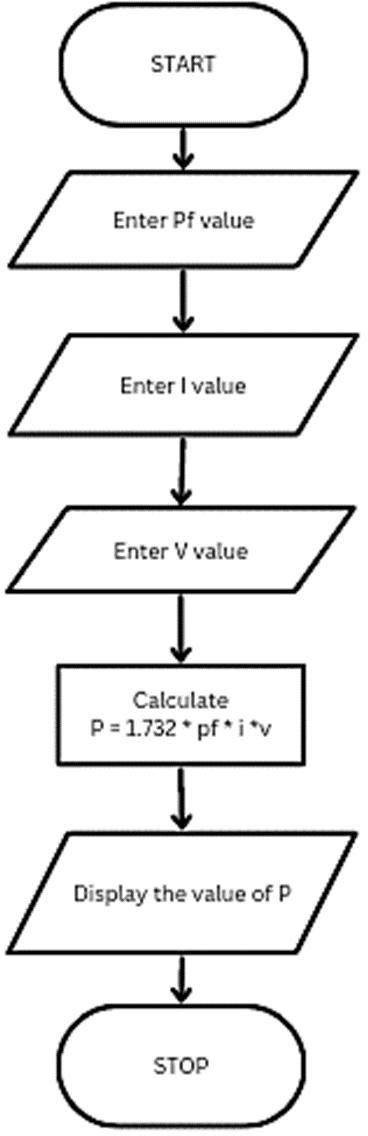 START
Enter Pf value
Enter I value
Enter V value
Calculate
P = 1.732 * pf * i *v
Display the value of P
STOP